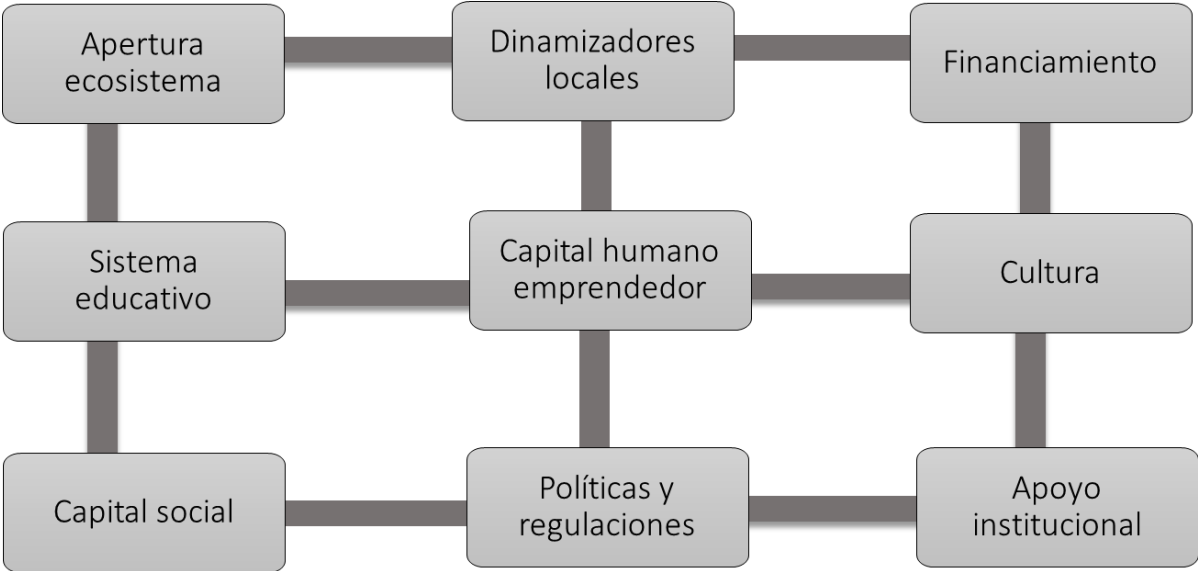 Apertura
ecosistema
Dinamizadores
locales
Financiamiento
Sistema
educativo
Capital humano
emprendedor
Cultura
Capital social
Políticas y
regulaciones
Apoyo
institucional